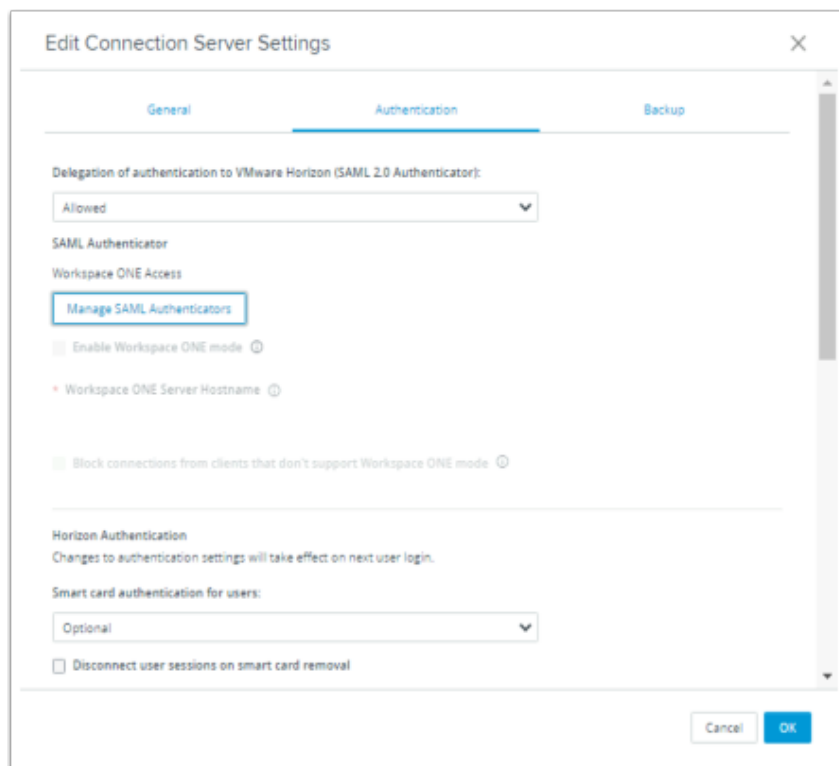 Edit Connection Server Settings
General Authentication Backup
Delegation of authentication to VMware Horizon (SAML 2.0 Authenticator):
Allowed
SAML Authenticator
Workspace ONE Access
Manage SAML Authenticators
Enable Workspace ONE mode
* Workspace ONE Server Hostname
Block connections from clients that don't support Workspace ONE mode
Horizon Authentication
Changes to authentication settings will take effect on next user login.
Smart card authentication for users:
Optional
Disconnect user sessions on smart card removal
Cancel OK